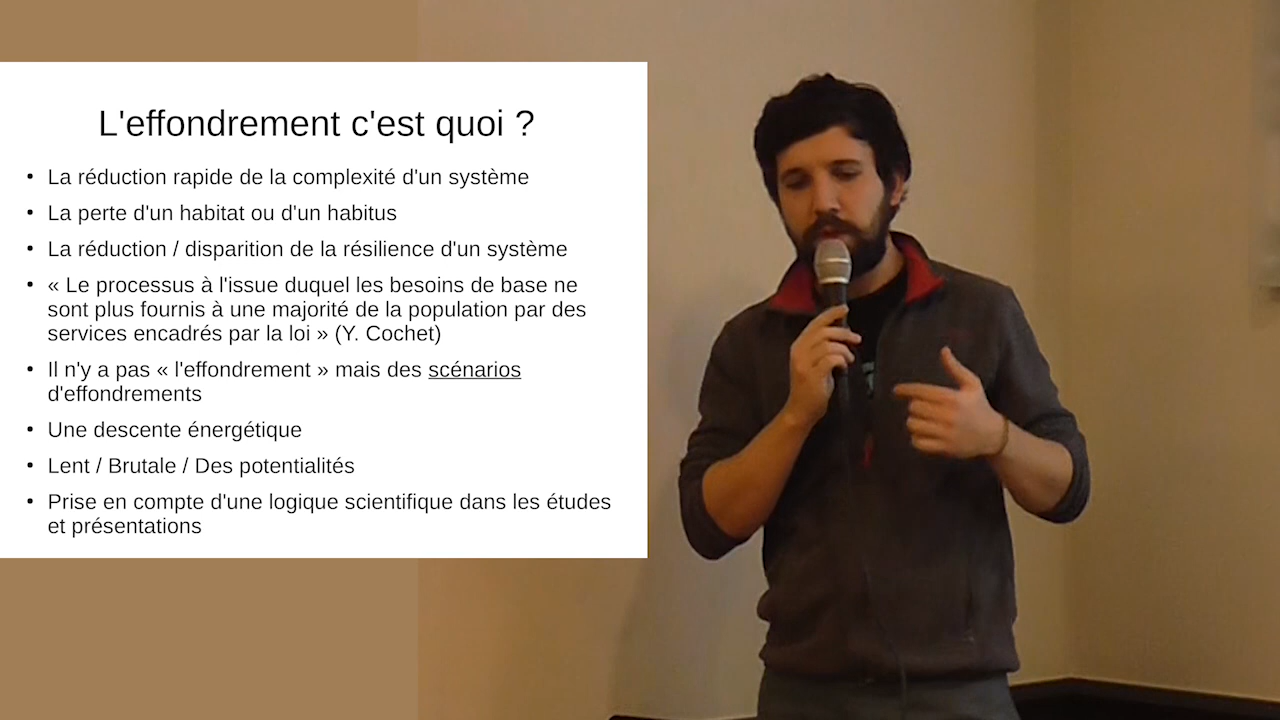 L'effondrement c'est quoi ?
• La réduction rapide de la complexité d'un système
• La perte d'un habitat ou d'un habitus
• La réduction / disparition de la résilience d'un système
• « Le processus à l'issue duquel les besoins de base ne
sont plus fournis à une majorité de la population par des
services encadrés par la loi » (Y. Cochet)
• Il n'y a pas « l'effondrement » mais des scénarios
d'effondrements
• Une descente énergétique
• Lent / Brutale / Des potentialités
• Prise en compte d'une logique scientifique dans les études
et présentations